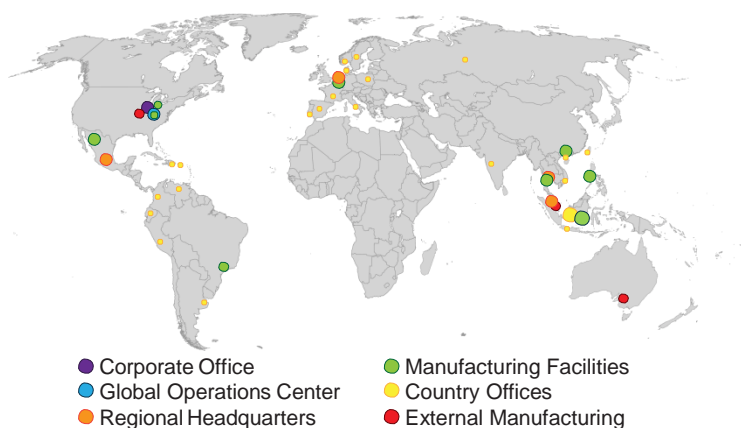 Corporate Office
Global Operations Center
Regional Headquarters
Manufacturing Facilities
Country Offices
External Manufacturing